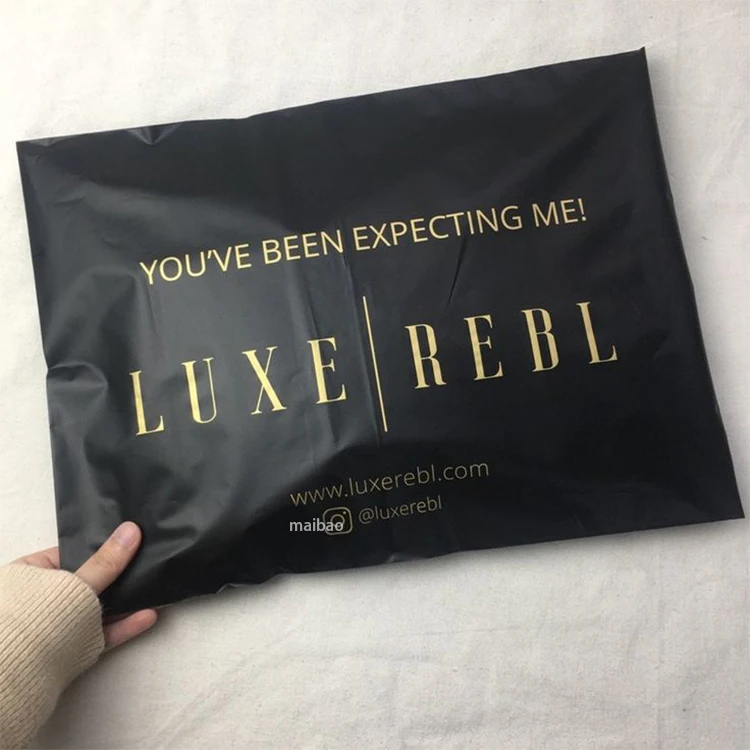 YOU'VE BEEN EXPECTING ME!
LUXE | REBL
www.luxerebl.com
@luxerebl
maibao